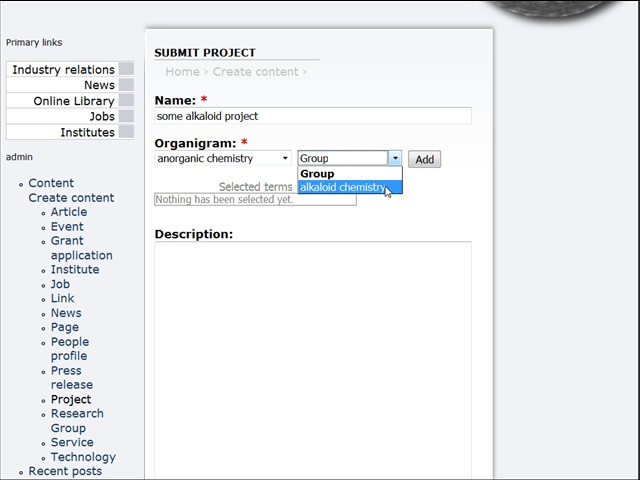 Primary links
Industry relations
News
Online Library
Jobs
Institutes
admin
Content
Create content
Article
Event
Grant
application
Institute
Job
Link
News
Page
People
profile
Press
release
Project
Research
Group
Service
Technology
Recent posts
SUBMIT PROJECT
Home › Create content ›
Name: *
some alkaloid project
Organigram: *
anorganic chemistry Group Add
Group
alkaloid chemistry
Selected terms
Nothing has been selected yet.
Description: